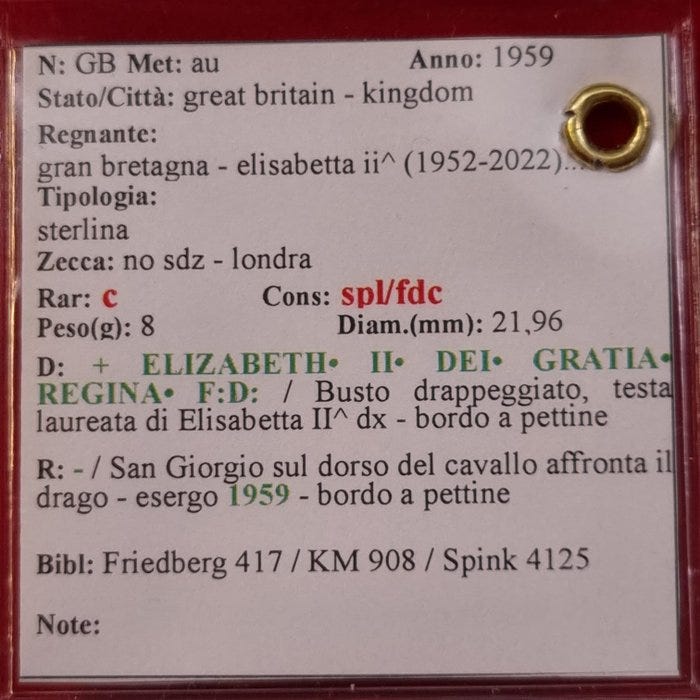 N: GB Met: au Anno: 1959
Stato/Città: great britain - kingdom
Regnante:
gran bretagna - elisabetta ii^ (1952-2022)...
Tipologia:
sterlina
Zecca: no sdz - londra
Rar: c Cons: spl/fdc
Peso(g): 8 Diam.(mm): 21,96
D: + ELIZABETH• II• DEI• GRATIA•
REGINA• F:D: / Busto drappeggiato, testa
laureata di Elisabetta II^ dx - bordo a pettine
R: - / San Giorgio sul dorso del cavallo affronta il
drago - esergo 1959 - bordo a pettine
Bibl: Friedberg 417 / KM 908 / Spink 4125
Note: